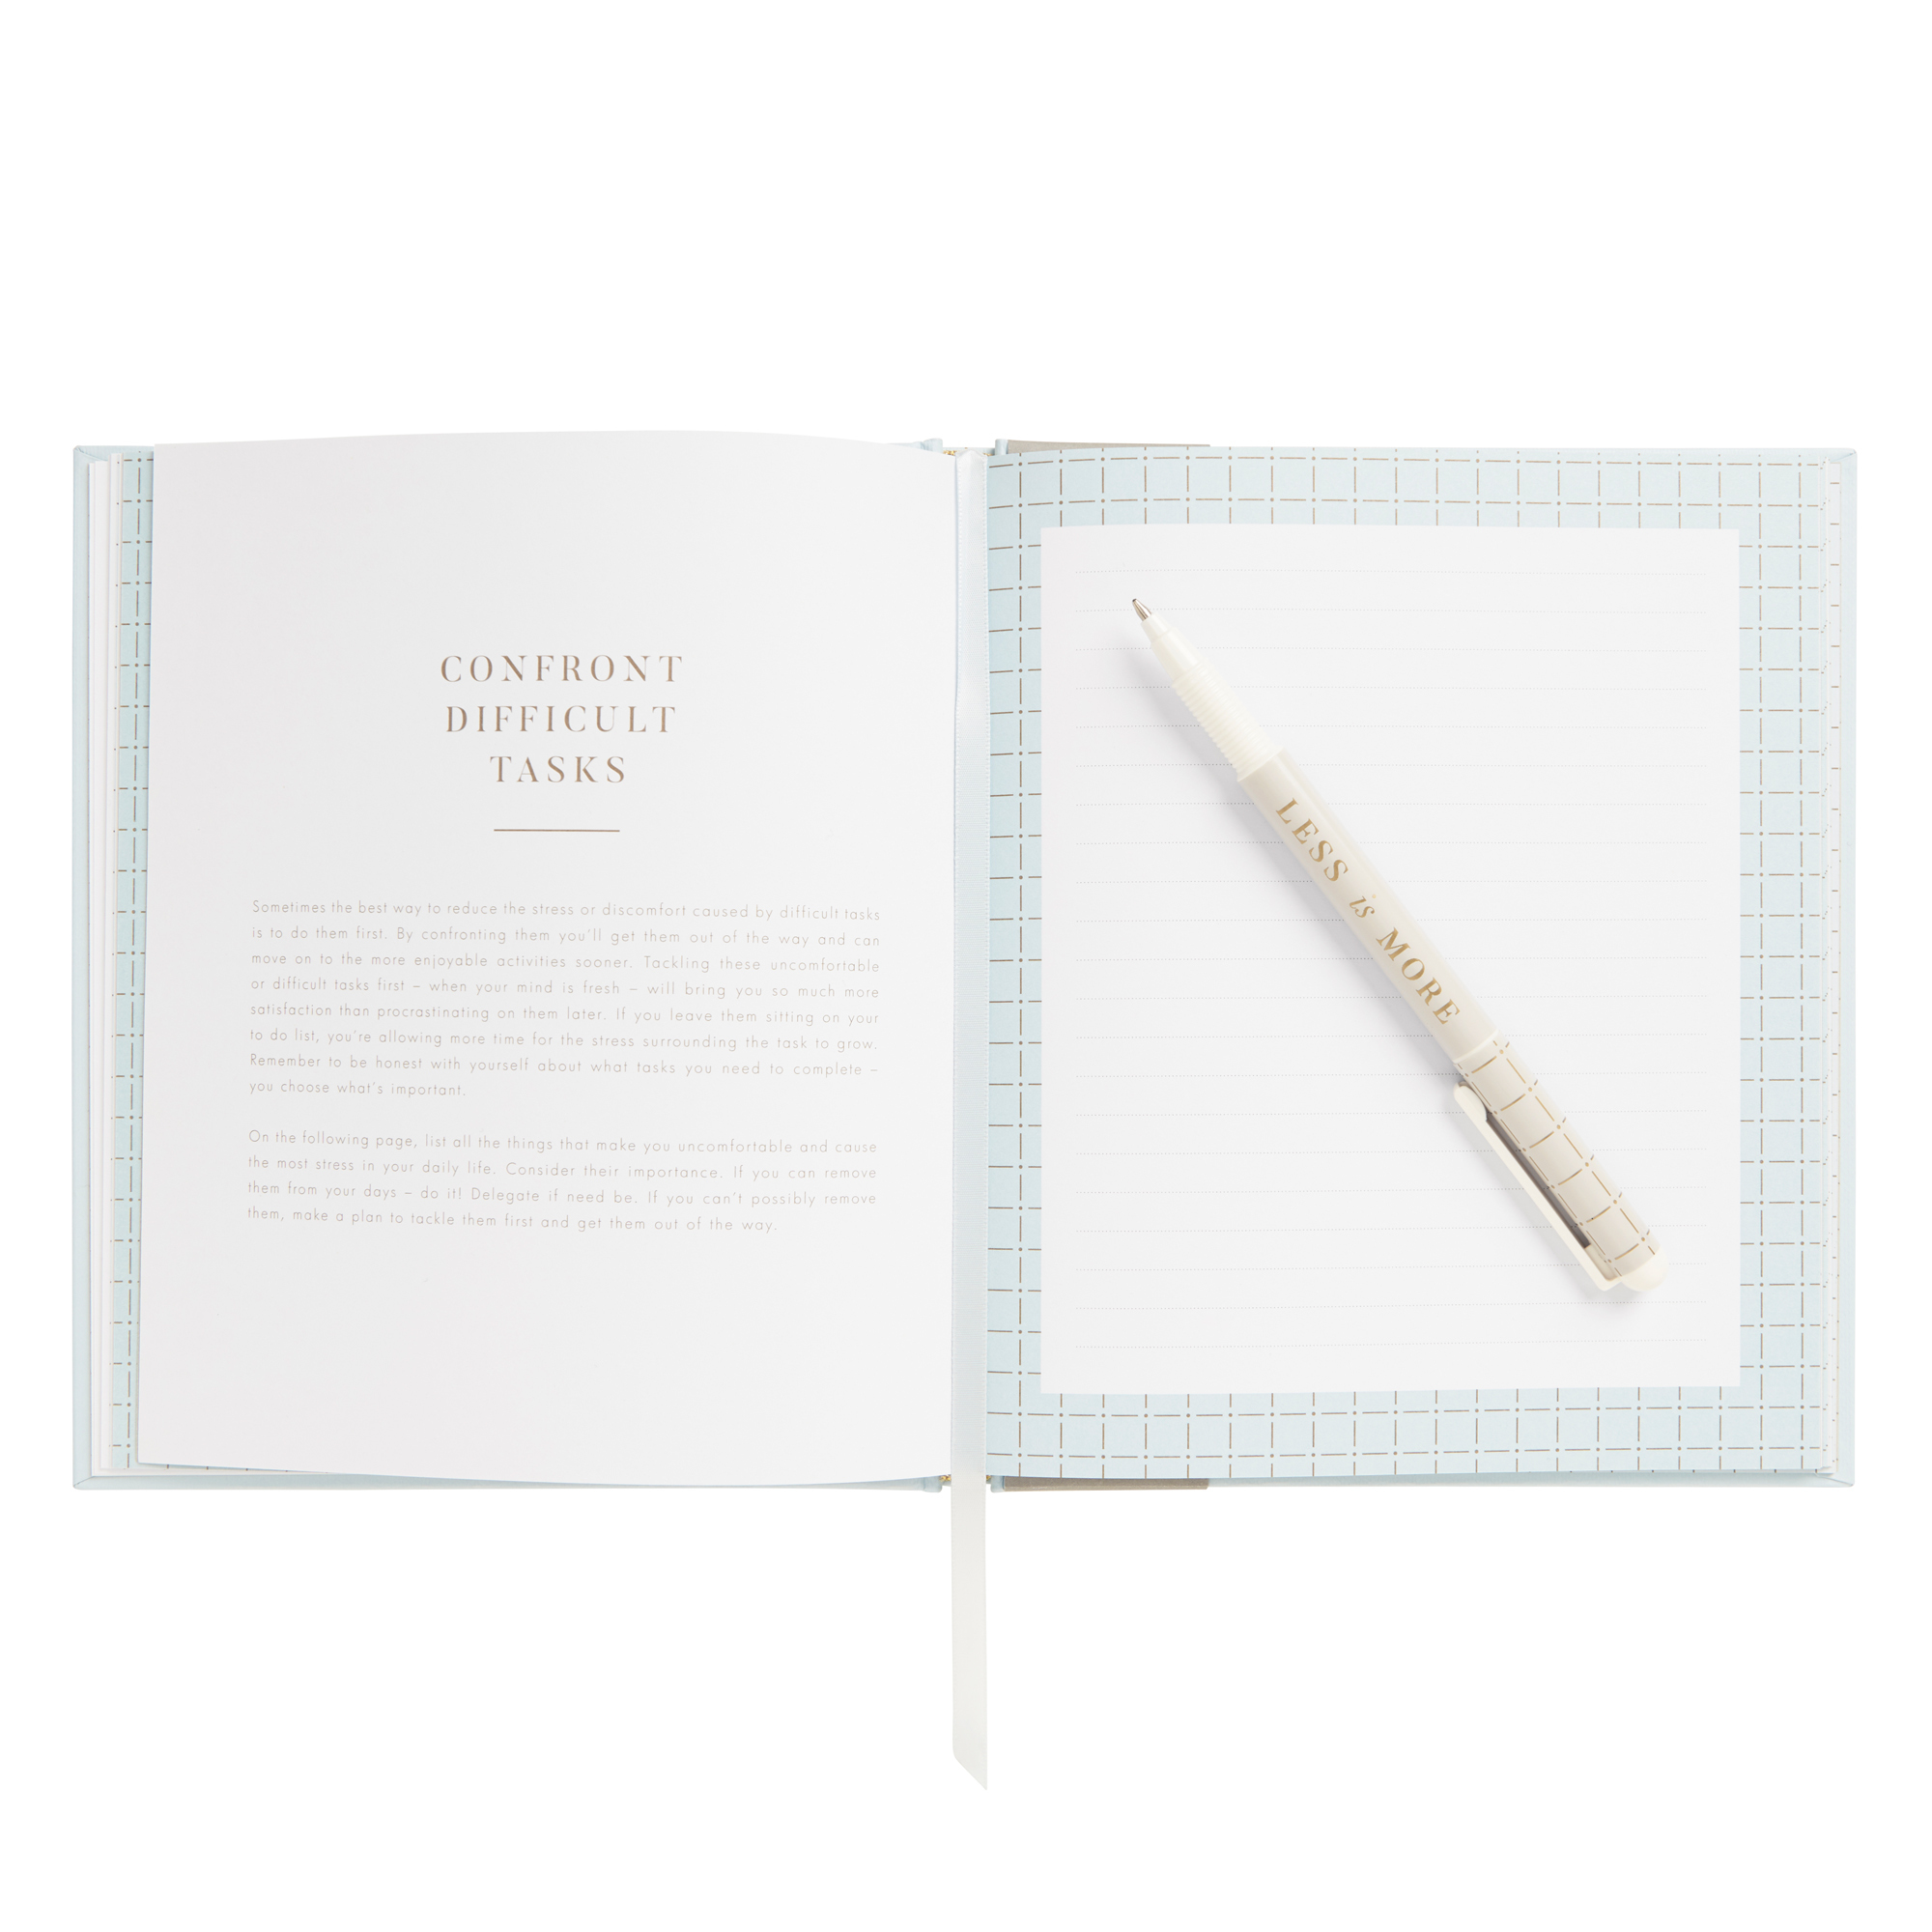 CONFRONT
DIFFICULT
TASKS
Sometimes the best way to reduce the stress or discomfort caused by difficult tasks
is to do them first. By confronting them you'll get them out of the way and can
move on to the more enjoyable activities sooner. Tackling these uncomfortable
or difficult tasks first – when your mind is fresh – will bring you so much more
satisfaction than procrastinating on them later. If you leave them sitting on your
to do list, you're allowing more time for the stress surrounding the task to grow.
Remember to be honest with yourself about what tasks you need to complete –
you choose what's important.
On the following page, list all the things that make you uncomfortable and cause
the most stress in your daily life. Consider their importance. If you can remove
them from your days – do it! Delegate if need be. If you can't possibly remove
them, make a plan to tackle them first and get them out of the way.
LESS is MORE